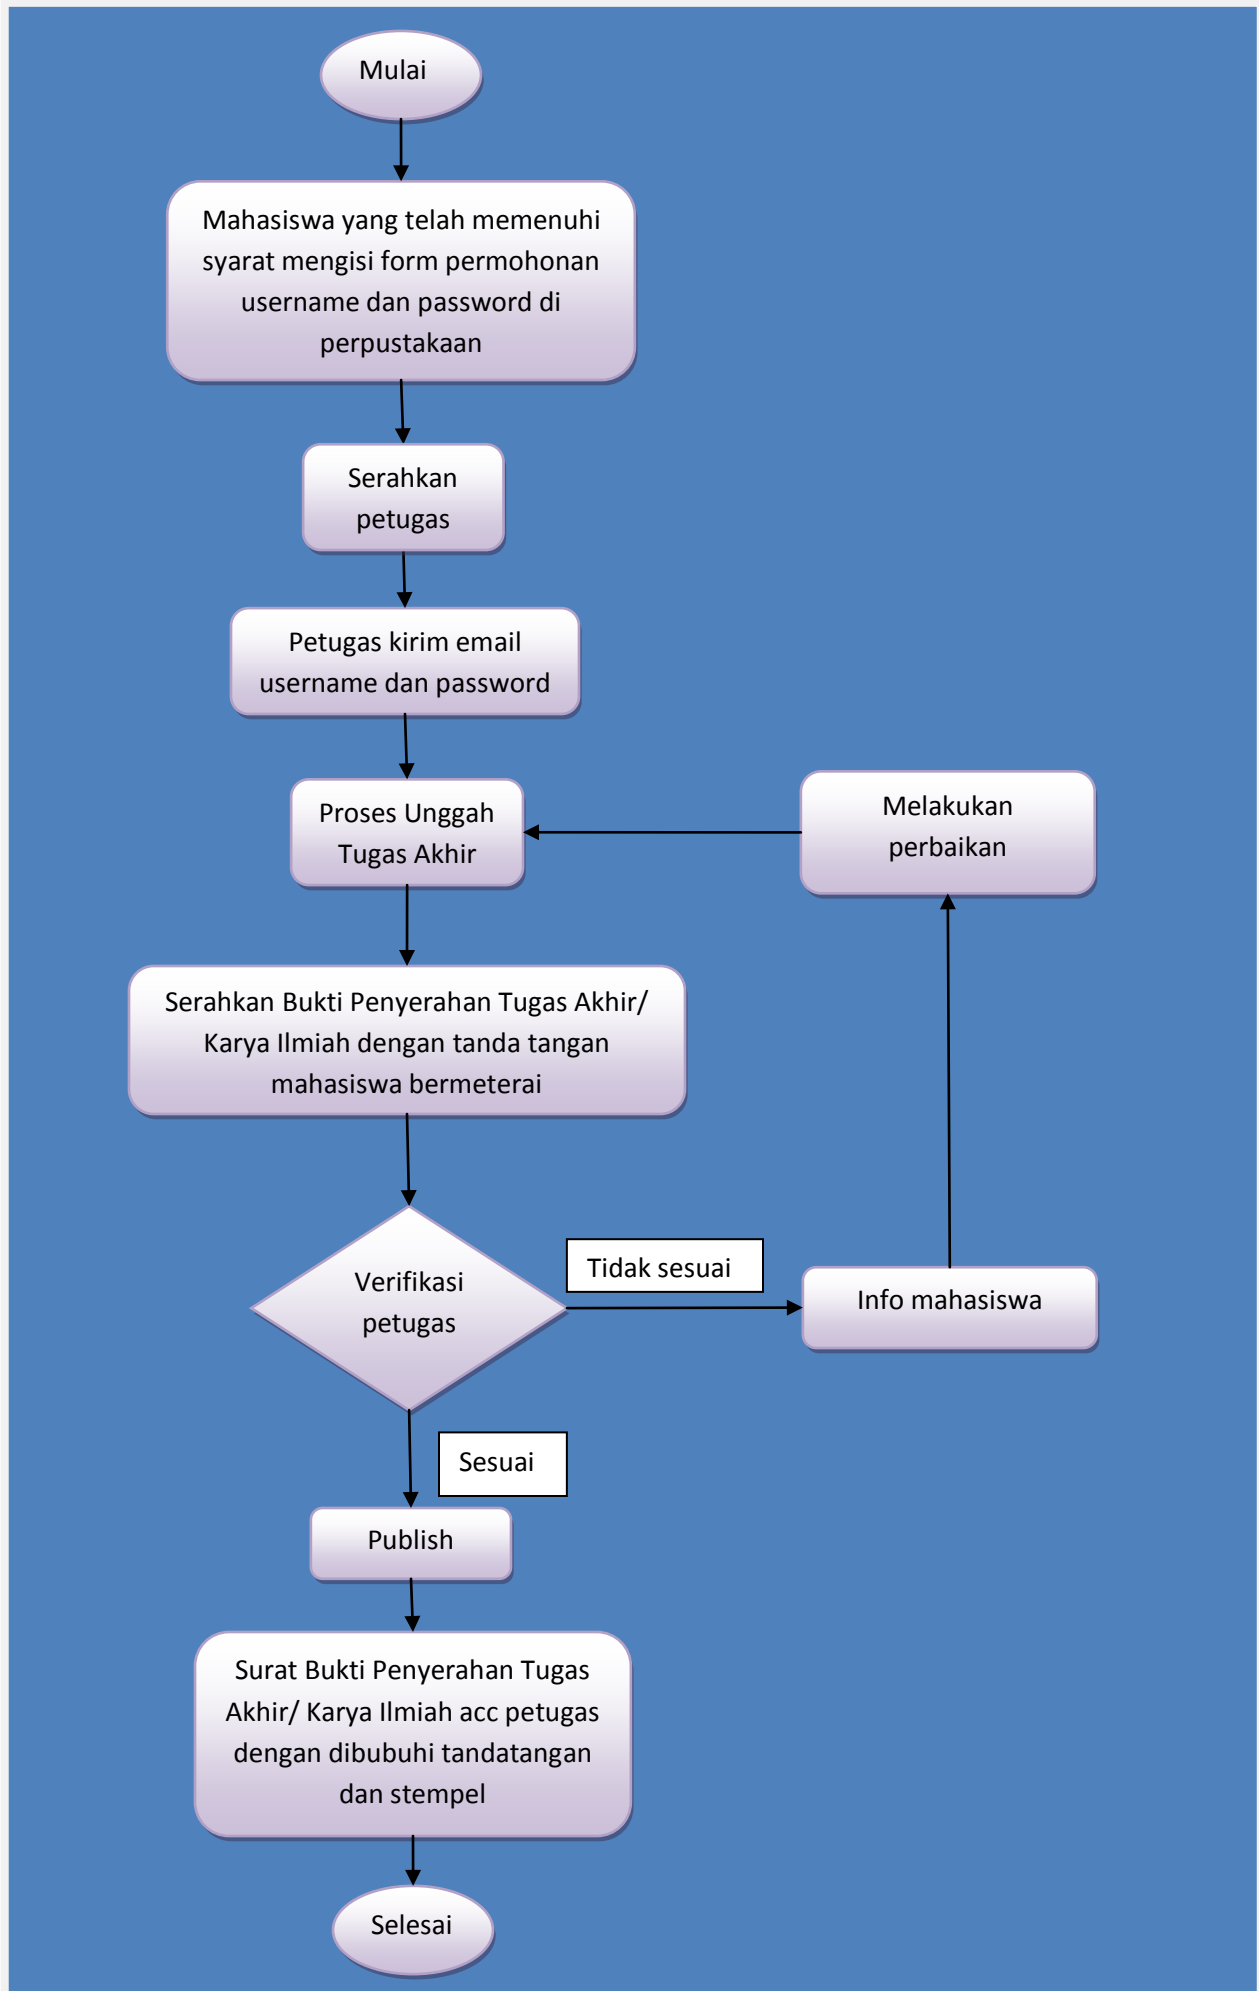 Mulai
Mahasiswa yang telah memenuhi
syarat mengisi form permohonan
username dan password di
perpustakaan
Serahkan
petugas
Petugas kirim email
username dan password
Proses Unggah
Tugas Akhir
Melakukan
perbaikan
Serahkan Bukti Penyerahan Tugas Akhir/
Karya Ilmiah dengan tanda tangan
mahasiswa bermeterai
Verifikasi
petugas
Tidak sesuai
Info mahasiswa
Sesuai
Publish
Surat Bukti Penyerahan Tugas
Akhir/ Karya Ilmiah acc petugas
dengan dibubuhi tandatangan
dan stempel
Selesai